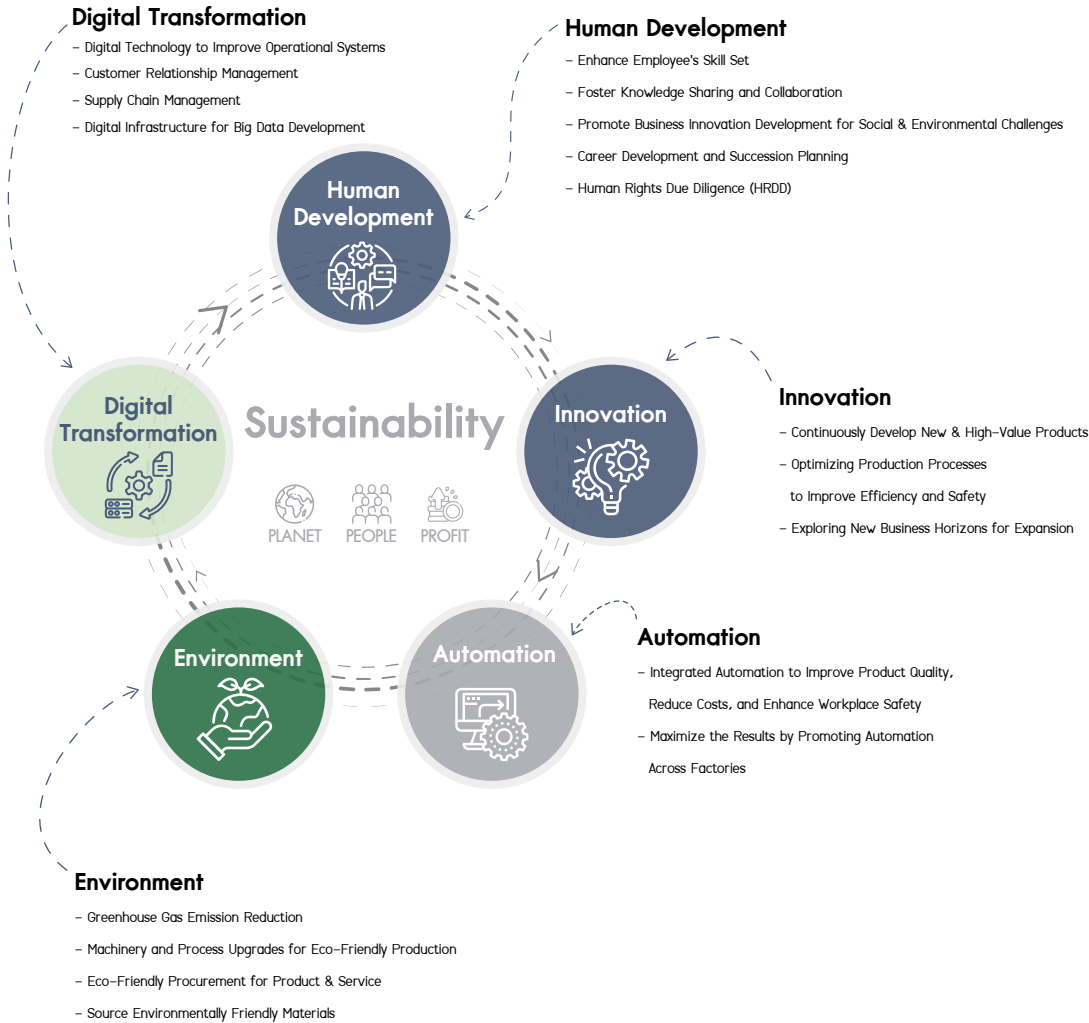 Digital Transformation
– Digital Technology to Improve Operational Systems
– Customer Relationship Management
– Supply Chain Management
– Digital Infrastructure for Big Data Development
Human Development
– Enhance Employee's Skill Set
– Foster Knowledge Sharing and Collaboration
– Promote Business Innovation Development for Social & Environmental Challenges
– Career Development and Succession Planning
– Human Rights Due Diligence (HRDD)
Human
Development
Digital
Transformation
Sustainability
PLANET PEOPLE PROFIT
Innovation
Innovation
– Continuously Develop New & High-Value Products
– Optimizing Production Processes
to Improve Efficiency and Safety
– Exploring New Business Horizons for Expansion
Environment
Automation
Automation
– Integrated Automation to Improve Product Quality,
Reduce Costs, and Enhance Workplace Safety
– Maximize the Results by Promoting Automation
Across Factories
Environment
– Greenhouse Gas Emission Reduction
– Machinery and Process Upgrades for Eco-Friendly Production
– Eco-Friendly Procurement for Product & Service
– Source Environmentally Friendly Materials